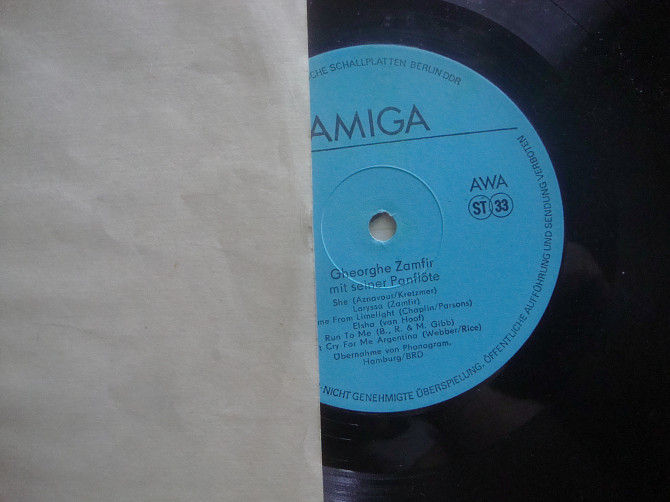 CHE SCHALLPLATTEN BERLIN DDR
AMIGA
AWA
ST 33
Gheorghe Zamfir
mit seiner Panflöte
She (Aznavour/Kretzmer)
Laryssa (Zamfir)
me From Limelight (Chaplin/Parsons)
Elsha (van Hoof)
Run To Me (B., R. & M. Gibb)
t Cry For Me Argentina (Webber/Rice)
Übernahme von Phonogram,
Hamburg/BRD
NICHT GENEHMIGTE ÜBERSPIELUNG, ÖFFENTLICHE AUFFÜHRUNG UND SENDUNG VERBOTEN